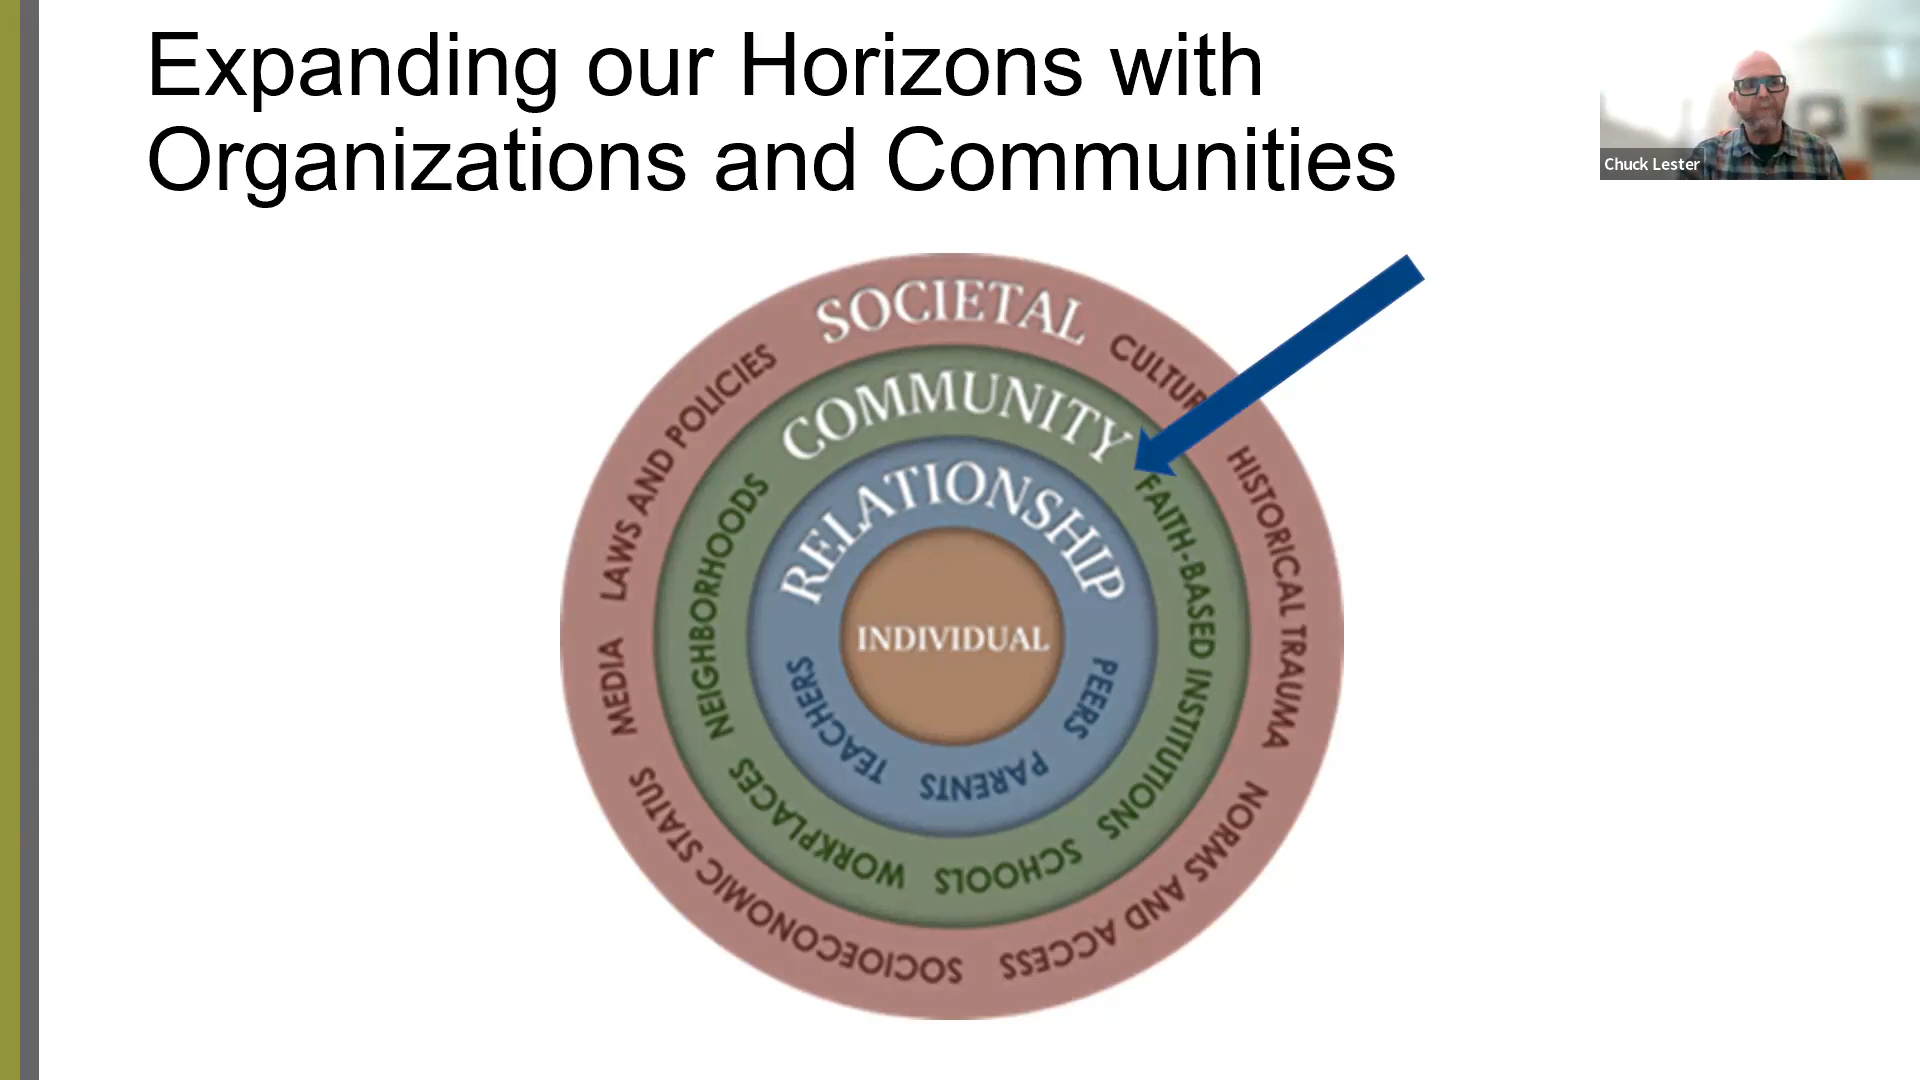 Expanding our Horizons with
Organizations and Communities
Chuck Lester
SOCIETAL
CULTUR
HISTORICAL TRAUMA
NORMS AND ACCESS
SOCIOECONOMIC STATUS
MEDIA
LAWS AND POLICIES
COMMUNITY
FAITH-BASED INSTITUTIONS
SCHOOLS
WORKPLACES
NEIGHBORHOODS
RELATIONSHIP
PEERS
PARENTS
TEACHERS
INDIVIDUAL